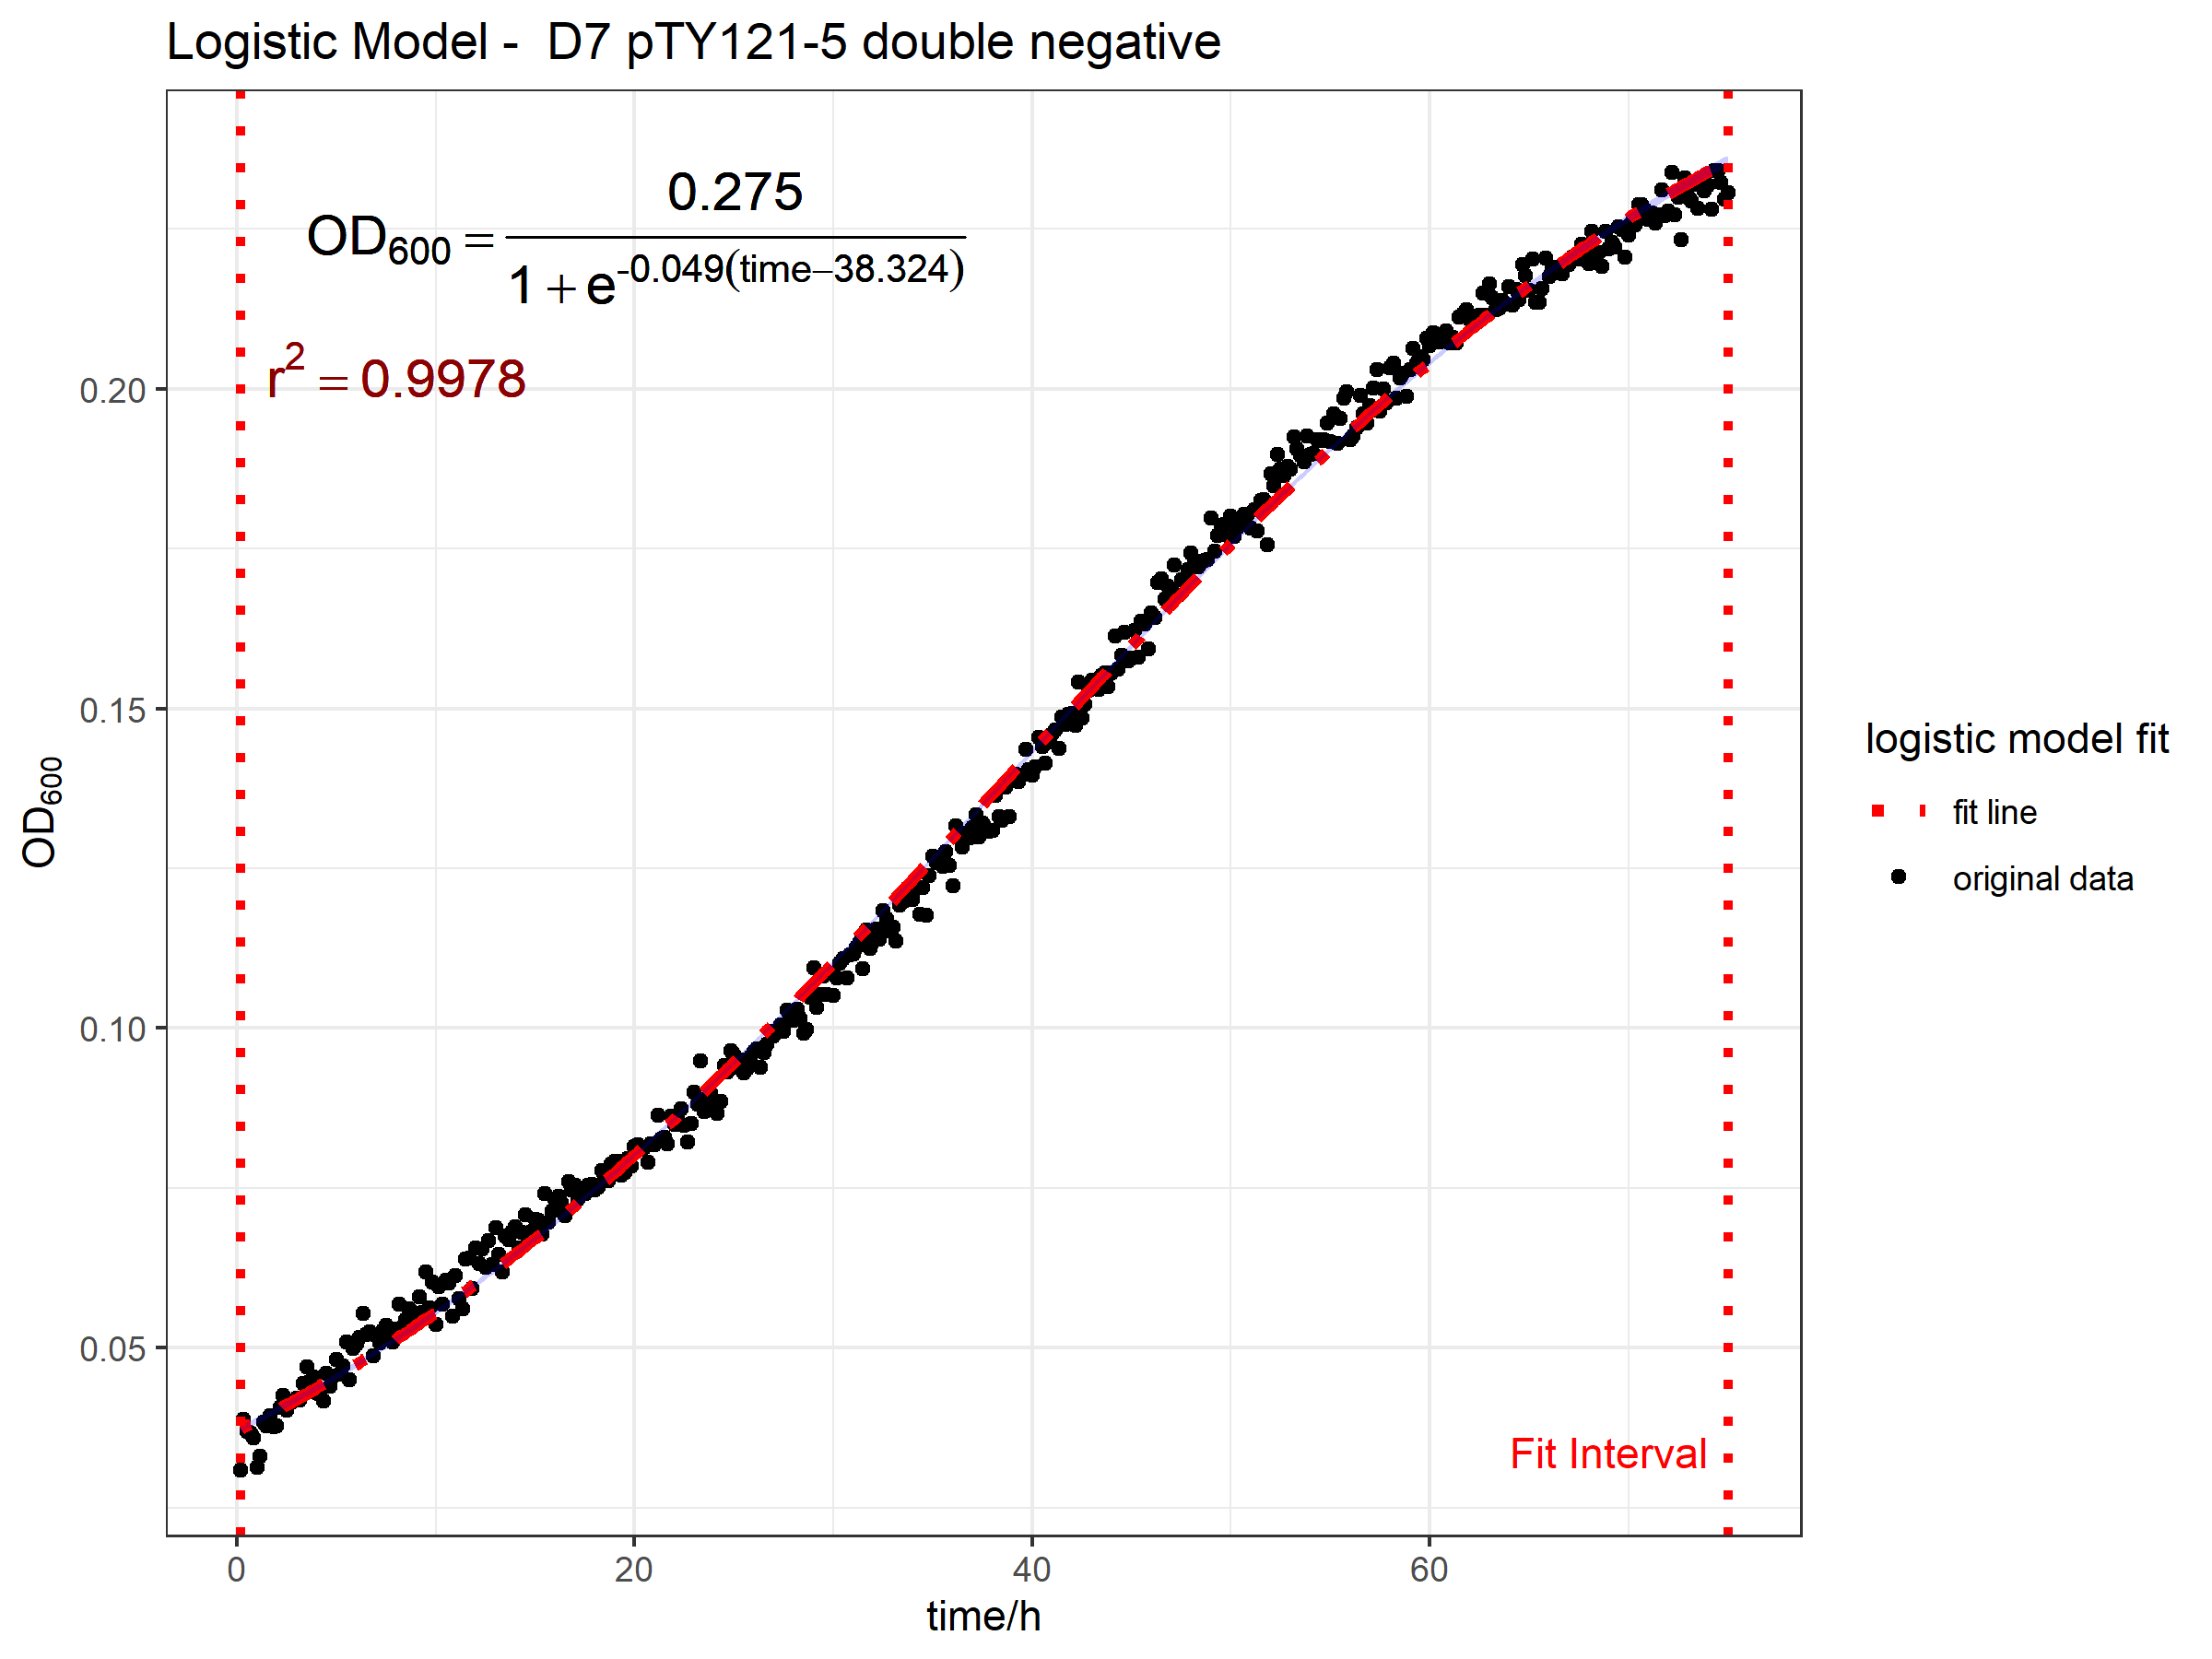 Logistic Model -  D7 pTY121-5 double negative
OD600 = 0.275 / 1 + e^-0.049(time−38.324)
r² = 0.9978
0.20
0.15
0.10
0.05
OD600
0 20 40 60
time/h
Fit Interval
logistic model fit
fit line
original data